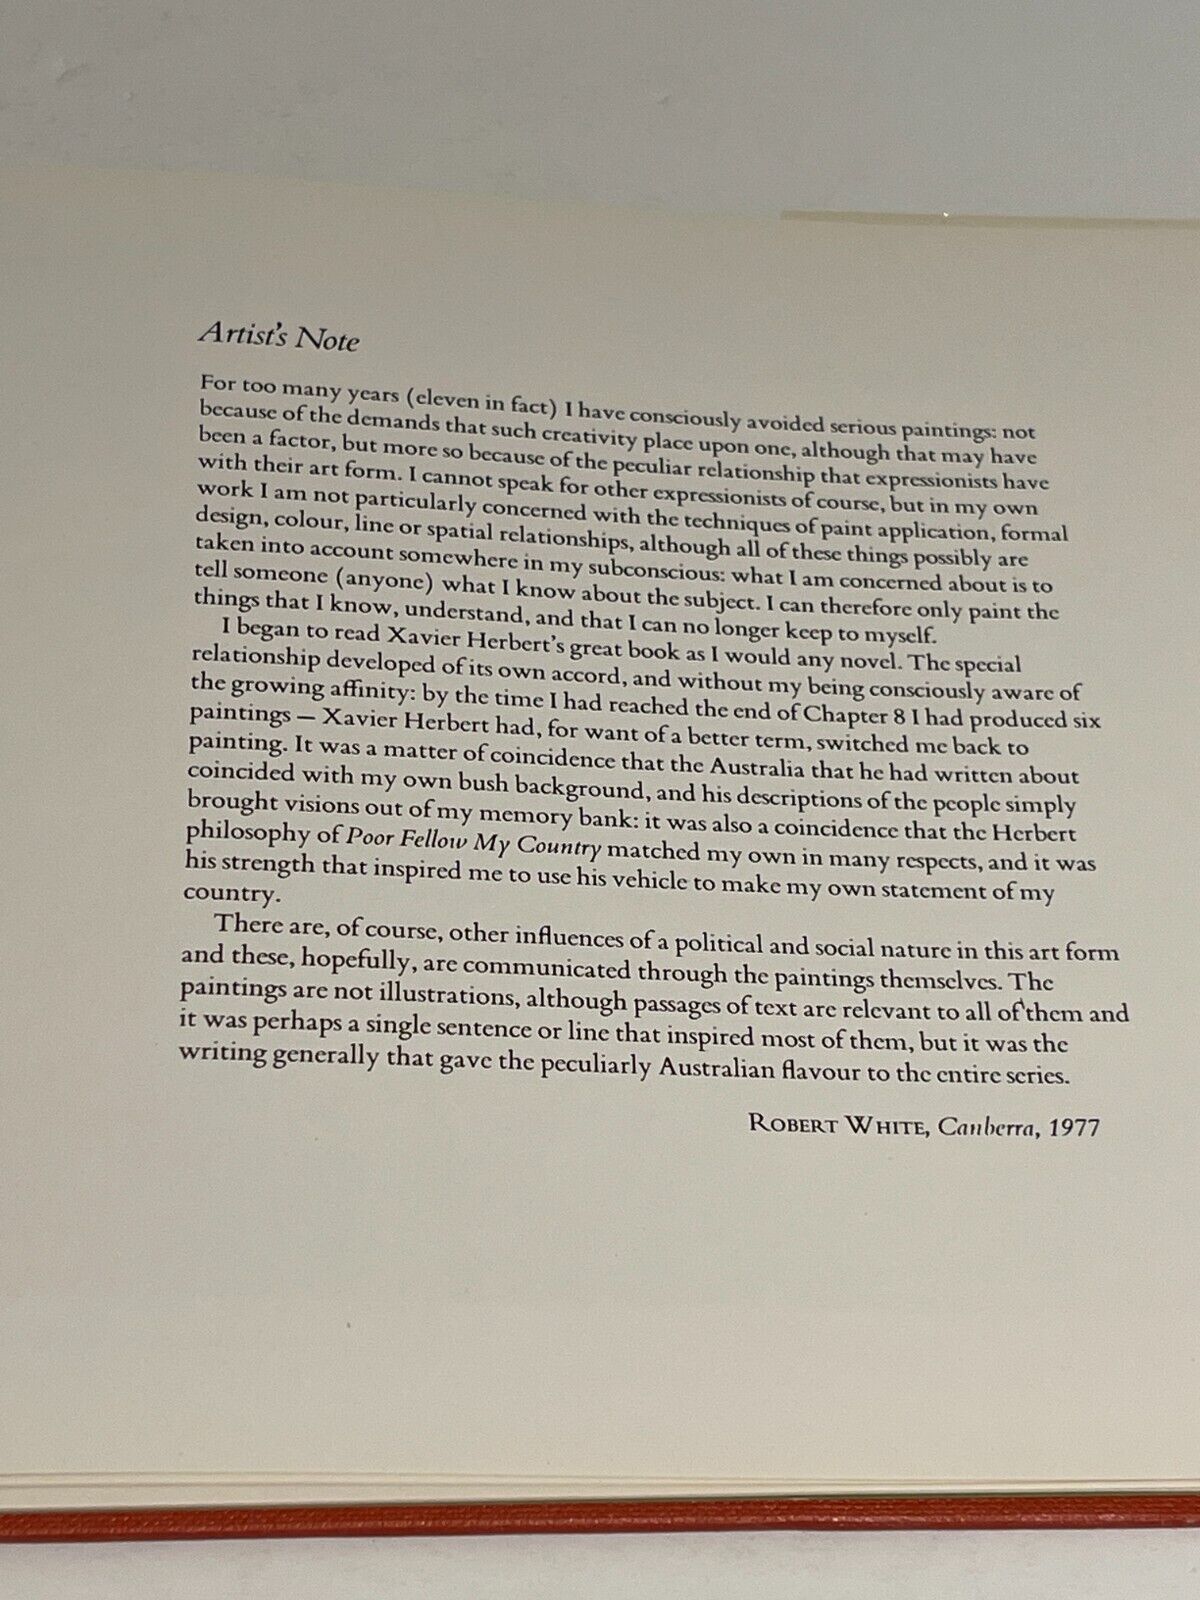 Artist's Note
For too many years (eleven in fact) I have consciously avoided serious paintings: not
because of the demands that such creativity place upon one, although that may have
been a factor, but more so because of the peculiar relationship that expressionists have
with their art form. I cannot speak for other expressionists of course, but in my own
work I am not particularly concerned with the techniques of paint application, formal
design, colour, line or spatial relationships, although all of these things possibly are
taken into account somewhere in my subconscious: what I am concerned about is to
tell someone (anyone) what I know about the subject. I can therefore only paint the
things that I know, understand, and that I can no longer keep to myself.
I began to read Xavier Herbert's great book as I would any novel. The special
relationship developed of its own accord, and without my being consciously aware of
the growing affinity: by the time I had reached the end of Chapter 8 I had produced six
paintings — Xavier Herbert had, for want of a better term, switched me back to
painting. It was a matter of coincidence that the Australia that he had written about
coincided with my own bush background, and his descriptions of the people simply
brought visions out of my memory bank: it was also a coincidence that the Herbert
philosophy of Poor Fellow My Country matched my own in many respects, and it was
his strength that inspired me to use his vehicle to make my own statement of my
country.
There are, of course, other influences of a political and social nature in this art form
and these, hopefully, are communicated through the paintings themselves. The
paintings are not illustrations, although passages of text are relevant to all of them and
it was perhaps a single sentence or line that inspired most of them, but it was the
writing generally that gave the peculiarly Australian flavour to the entire series.
ROBERT WHITE, Canberra, 1977